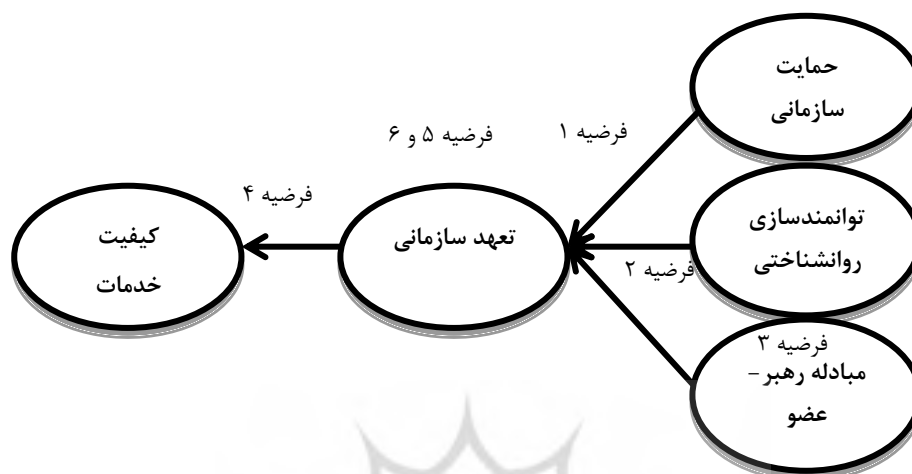 حمایت
سازمانی
فرضیه ۱
فرضیه ۵ و ۶
توانمندسازی
روانشناختی
تعهد سازمانی
فرضیه ۴
کیفیت
خدمات
فرضیه ۲
فرضیه ۳
مبادله رهبر –
عضو